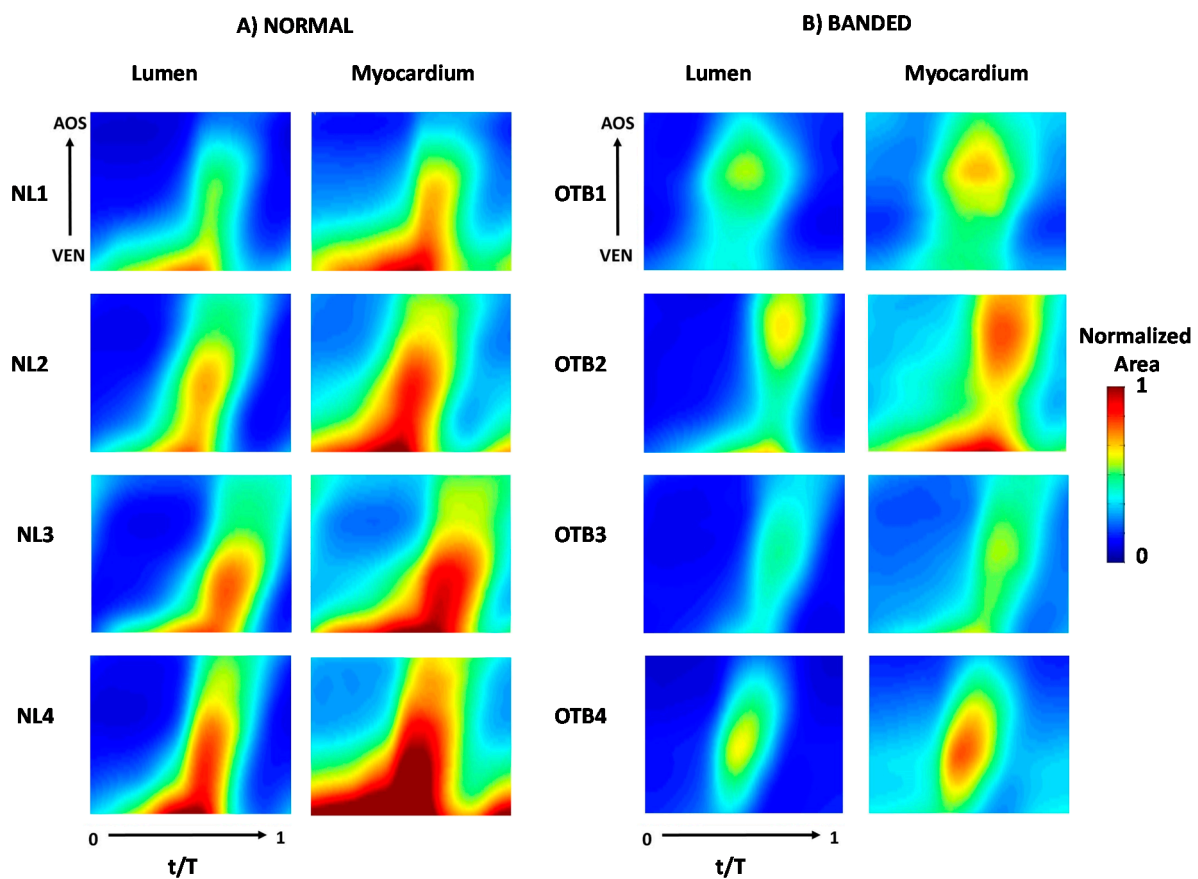 A) NORMAL
B) BANDED
Lumen
Myocardium
Lumen
Myocardium
AOS
NL1
VEN
AOS
OTB1
VEN
NL2
OTB2
Normalized
Area
1
0
NL3
OTB3
NL4
OTB4
0
1
t/T
0
1
t/T